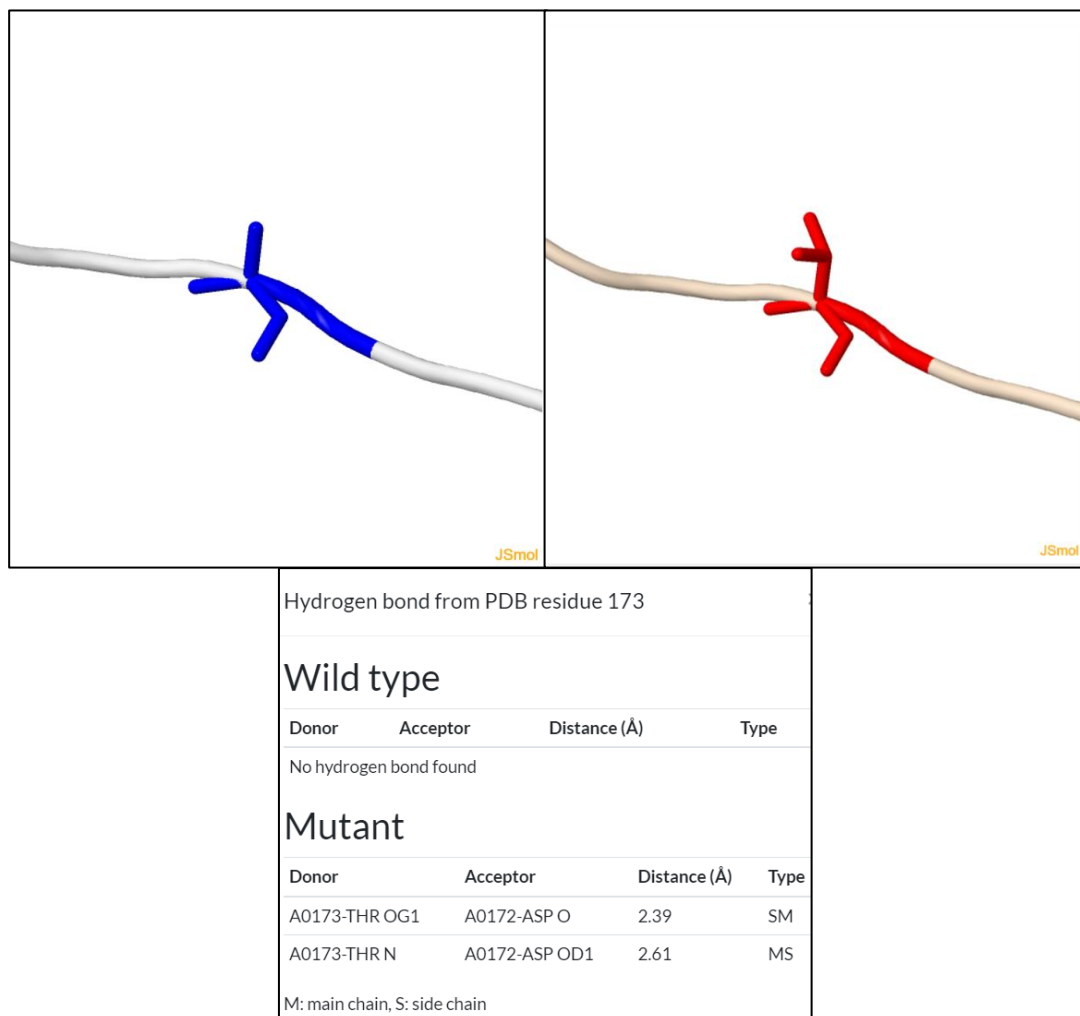 JSmol
JSmol
Hydrogen bond from PDB residue 173
Wild type
Donor Acceptor Distance (Å) Type
No hydrogen bond found
Mutant
Donor Acceptor Distance (Å) Type
A0173-THR OG1 A0172-ASP O 2.39 SM
A0173-THR N A0172-ASP OD1 2.61 MS
M: main chain, S: side chain